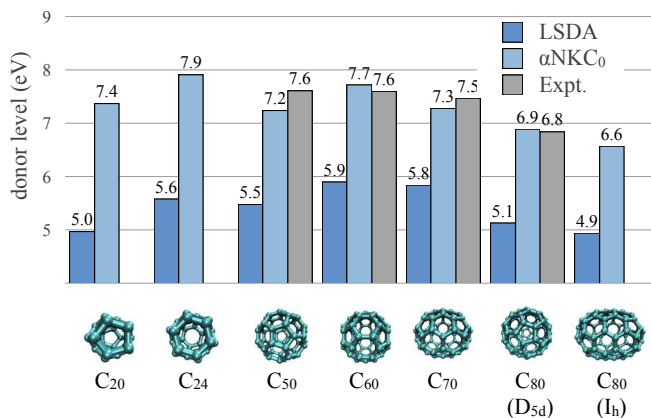 9
8
7
6
5
donor level (eV)
LSDA
αNKC₀
Expt.
5.0
7.4
5.6
7.9
5.5
7.2
7.6
5.9
7.7
7.6
5.8
7.3
7.5
5.1
6.9
6.8
4.9
6.6
C₂₀
C₂₄
C₅₀
C₆₀
C₇₀
C₈₀
(D₅d)
C₈₀
(Iₕ)